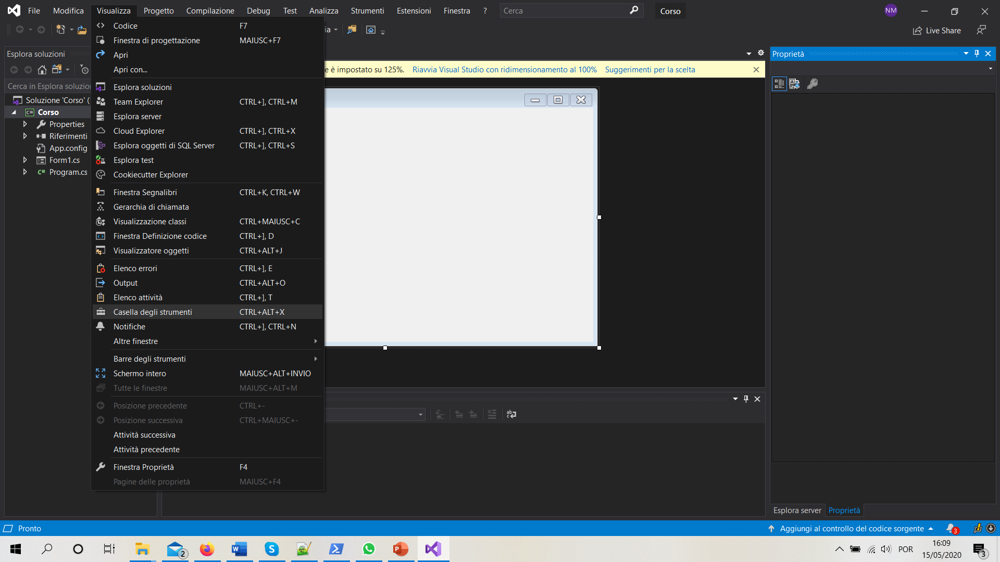 File Modifica Visualizza Progetto Compilazione Debug Test Analizza Strumenti Estensioni Finestra ? Cerca Corso NM
ia Live Share
Codice F7
Finestra di progettazione MAIUSC+F7
Apri
Apri con...
Esplora soluzioni
Team Explorer CTRL+], CTRL+M
Esplora server
Cloud Explorer CTRL+], CTRL+X
Esplora oggetti di SQL Server CTRL+], CTRL+S
Esplora test
Cookiecutter Explorer
Finestra Segnalibri CTRL+K, CTRL+W
Gerarchia di chiamata
Visualizzazione classi CTRL+MAIUSC+C
Finestra Definizione codice CTRL+], D
Visualizzatore oggetti CTRL+ALT+J
Elenco errori CTRL+], E
Output CTRL+ALT+O
Elenco attività CTRL+], T
Casella degli strumenti CTRL+ALT+X
Notifiche CTRL+], CTRL+N
Altre finestre
Barre degli strumenti
Schermo intero MAIUSC+ALT+INVIO
Tutte le finestre MAIUSC+ALT+M
Posizione precedente CTRL+-
Posizione successiva CTRL+MAIUSC+-
Attività successiva
Attività precedente
Finestra Proprietà F4
Pagine delle proprietà MAIUSC+F4
Esplora soluzioni
Cerca in Esplora soluzio
Soluzione 'Corso' (
C# Corso
Properties
Riferimenti
App.config
Form1.cs
C# Program.cs
e è impostato su 125%. Riavvia Visual Studio con ridimensionamento al 100% Suggerimenti per la scelta
Proprietà
Esplora server Proprietà
Pronto Aggiungi al controllo del codice sorgente 3
2 POR 16:09
15/05/2020 3